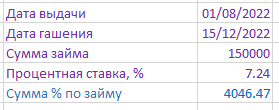 Дата выдачи 01/08/2022
Дата гашения 15/12/2022
Сумма займа 150000
Процентная ставка, % 7.24
Сумма % по займу 4046.47